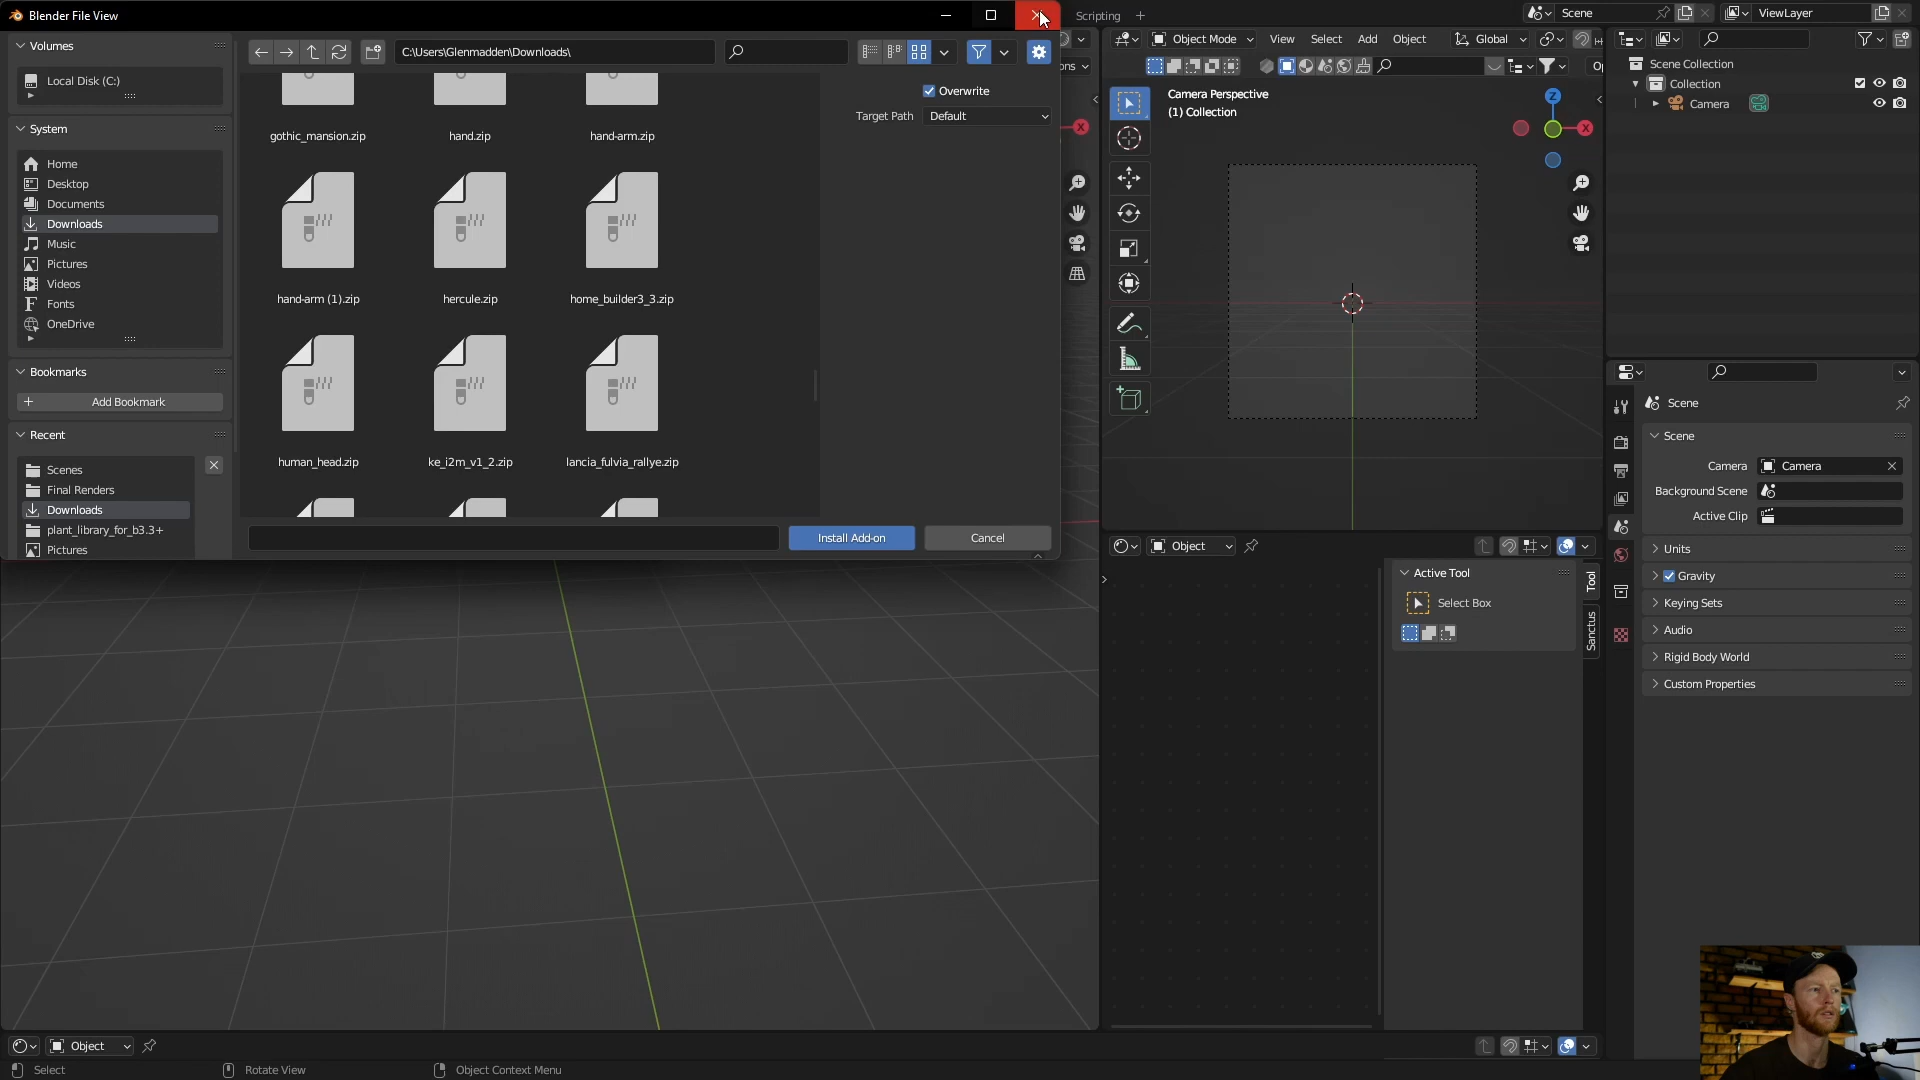 Blender File View
Scripting
Scene
ViewLayer
Volumes
Local Disk (C:)
System
Home
Desktop
Documents
Downloads
Music
Pictures
Videos
Fonts
OneDrive
Bookmarks
Add Bookmark
Recent
Scenes
Final Renders
Downloads
plant_library_for_b3.3+
Pictures
C:\Users\Glenmadden\Downloads\
gothic_mansion.zip
hand.zip
hand-arm.zip
hand-arm (1).zip
hercule.zip
home_builder3_3.zip
human_head.zip
ke_i2m_v1_2.zip
lancia_fulvia_rallye.zip
Overwrite
Target Path
Default
Install Add-on
Cancel
ons
X
Object Mode
View
Select
Add
Object
Global
Op
Camera Perspective
(1) Collection
Z
X
Object
Active Tool
Select Box
Tool
Sanctus
Scene Collection
Collection
Camera
Scene
Scene
Camera
Camera
Background Scene
Active Clip
Units
Gravity
Keying Sets
Audio
Rigid Body World
Custom Properties
Object
Select
Rotate View
Object Context Menu